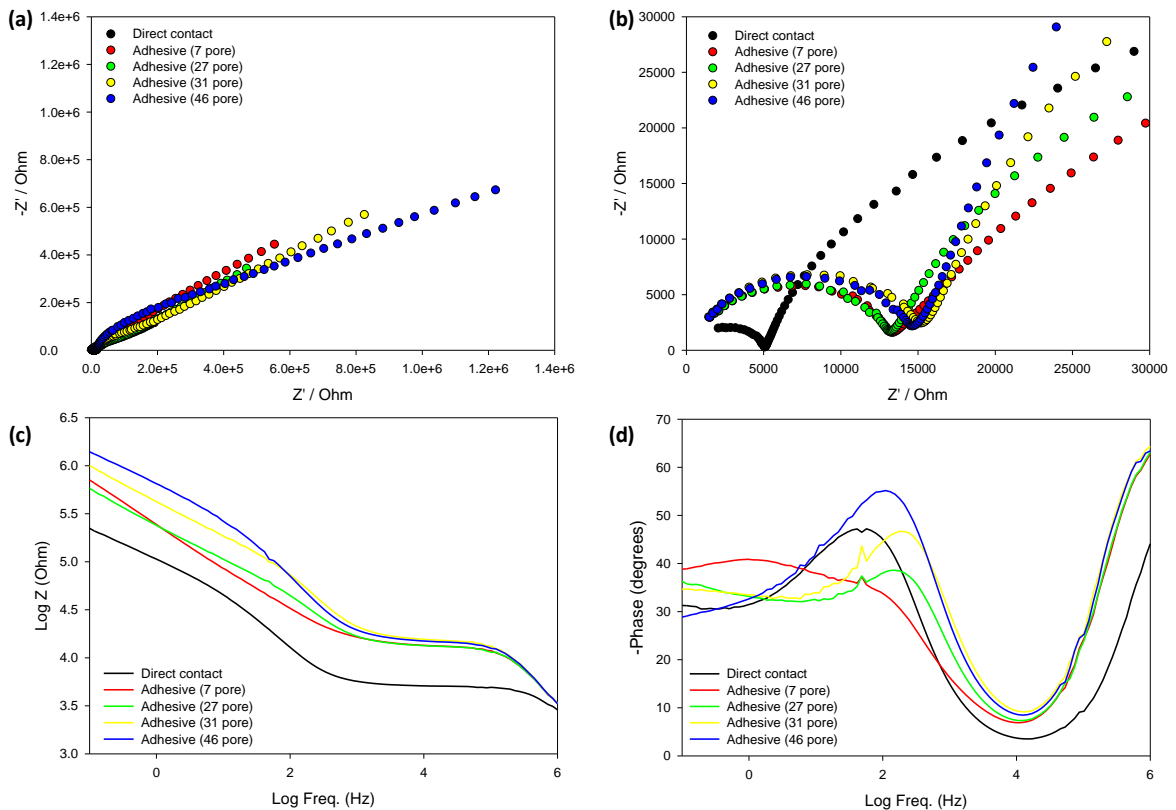 (a)
1.4e+6
1.2e+6
1.0e+6
8.0e+5
6.0e+5
4.0e+5
2.0e+5
0.0
-Z' / Ohm
Direct contact
Adhesive (7 pore)
Adhesive (27 pore)
Adhesive (31 pore)
Adhesive (46 pore)
0.0 2.0e+5 4.0e+5 6.0e+5 8.0e+5 1.0e+6 1.2e+6 1.4e+6
Z' / Ohm
(b)
30000
25000
20000
15000
10000
5000
0
-Z' / Ohm
Direct contact
Adhesive (7 pore)
Adhesive (27 pore)
Adhesive (31 pore)
Adhesive (46 pore)
0 5000 10000 15000 20000 25000 30000
Z' / Ohm
(c)
6.5
6.0
5.5
5.0
4.5
4.0
3.5
3.0
Log Z (Ohm)
Direct contact
Adhesive (7 pore)
Adhesive (27 pore)
Adhesive (31 pore)
Adhesive (46 pore)
0 2 4 6
Log Freq. (Hz)
(d)
70
60
50
40
30
20
10
0
-Phase (degrees)
Direct contact
Adhesive (7 pore)
Adhesive (27 pore)
Adhesive (31 pore)
Adhesive (46 pore)
0 2 4 6
Log Freq. (Hz)